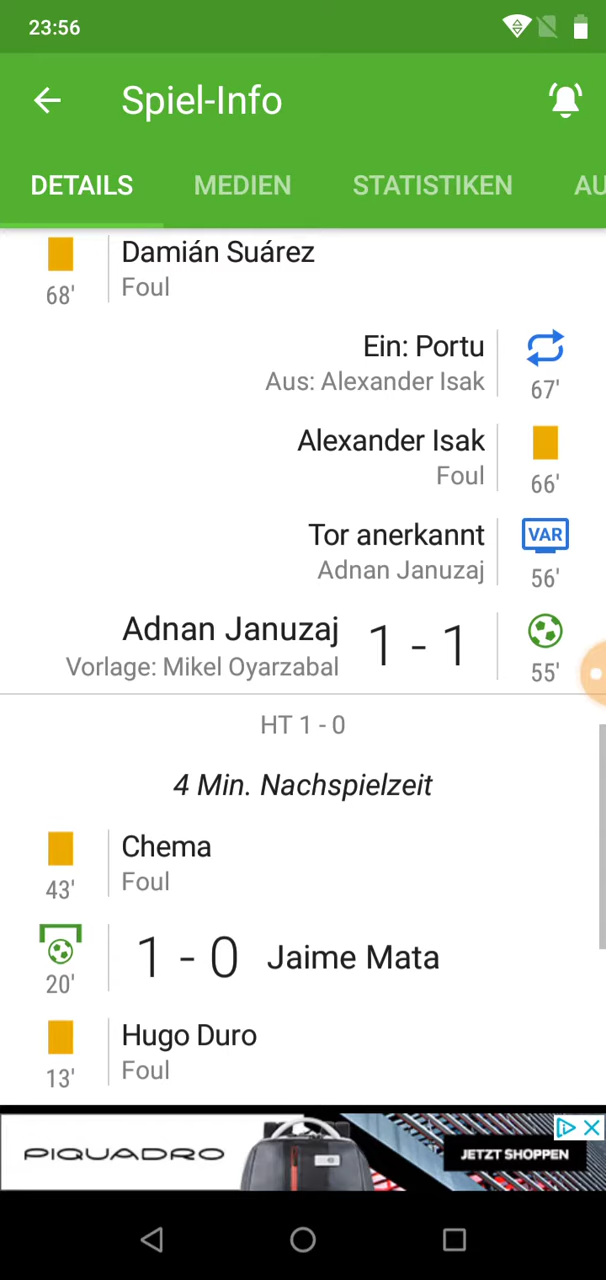 23:56
Spiel-Info
DETAILS MEDIEN STATISTIKEN AU
Damián Suárez
Foul
68'
Ein: Portu
Aus: Alexander Isak
67'
Alexander Isak
Foul
66'
Tor anerkannt
VAR
Adnan Januzaj
56'
Adnan Januzaj
Vorlage: Mikel Oyarzabal
1 - 1
55'
HT 1 - 0
4 Min. Nachspielzeit
Chema
Foul
43'
1 - 0 Jaime Mata
20'
Hugo Duro
Foul
13'
PIQUADRO
JETZT SHOPPEN